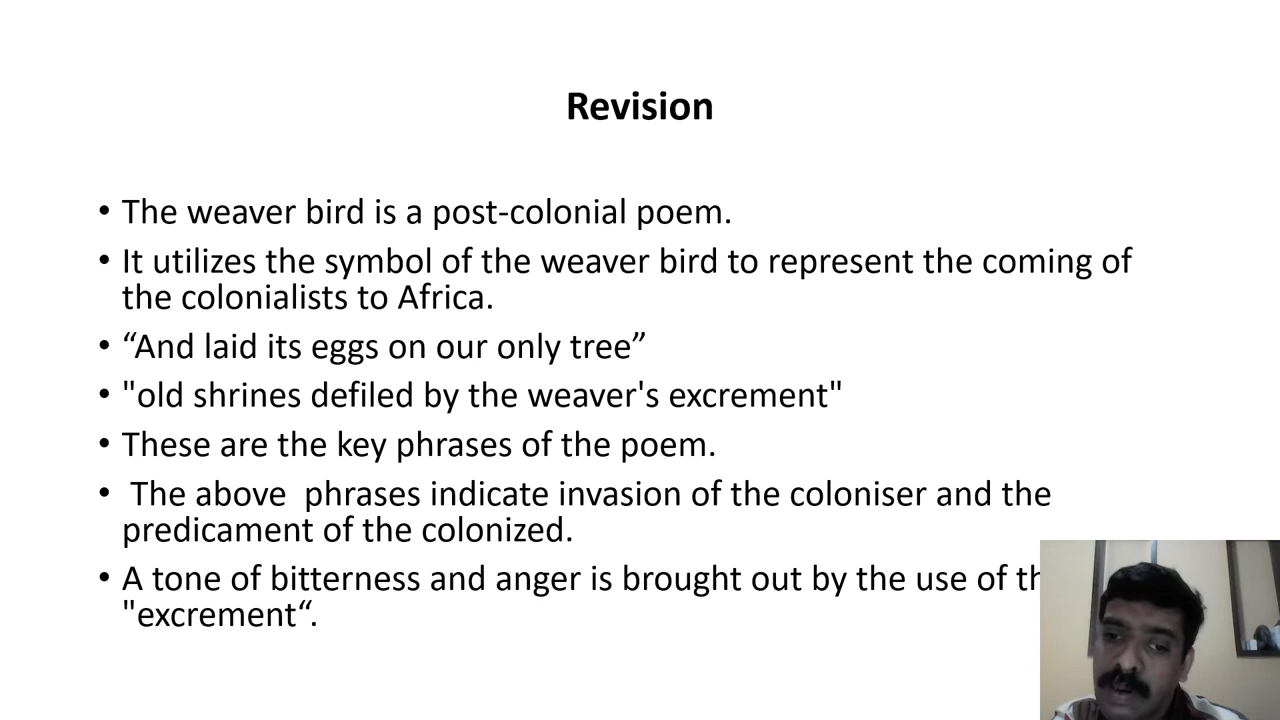 Revision
• The weaver bird is a post-colonial poem.
• It utilizes the symbol of the weaver bird to represent the coming of
the colonialists to Africa.
• “And laid its eggs on our only tree”
• "old shrines defiled by the weaver's excrement"
• These are the key phrases of the poem.
• The above phrases indicate invasion of the coloniser and the
predicament of the colonized.
• A tone of bitterness and anger is brought out by the use of
"excrement“.